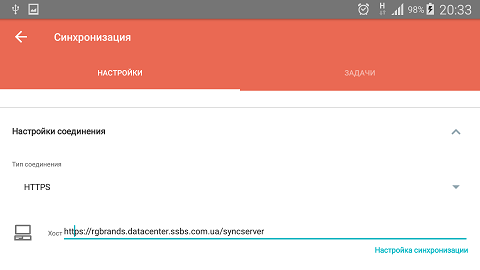 H 98% 20:33
Синхронизация
НАСТРОЙКИ ЗАДАЧИ
Настройки соединения
Тип соединения
HTTPS
Хост https://rgbrands.datacenter.ssbs.com.ua/syncserver
Настройка синхронизации